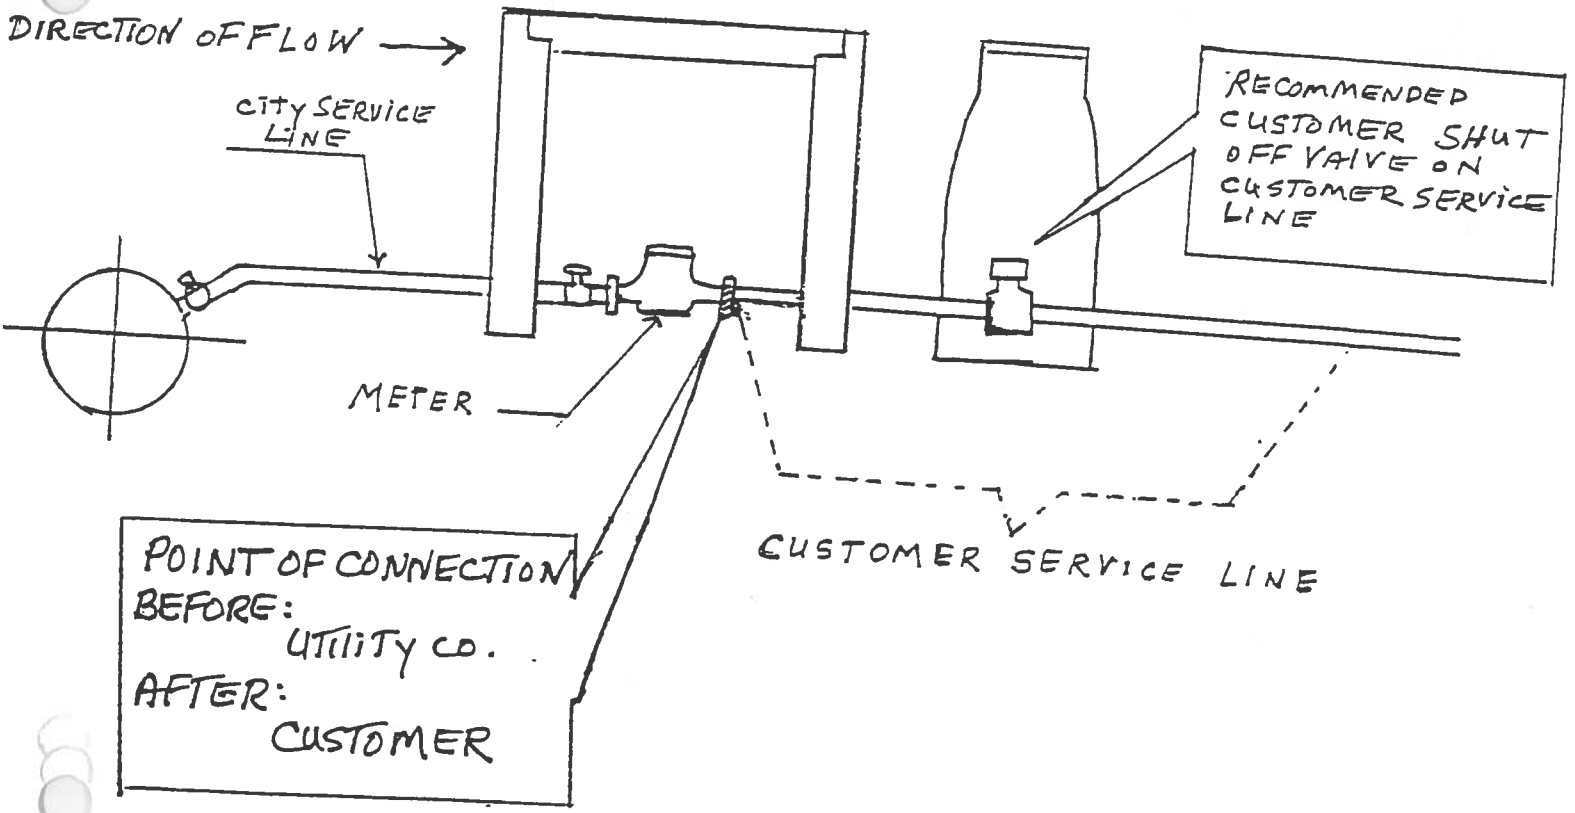 DIRECTION OF FLOW
CITY SERVICE
LINE
RECOMMENDED
CUSTOMER SHUT
OFF VALVE ON
CUSTOMER SERVICE
LINE
METER
POINT OF CONNECTION
BEFORE:
UTILITY CO.
AFTER:
CUSTOMER
CUSTOMER SERVICE LINE